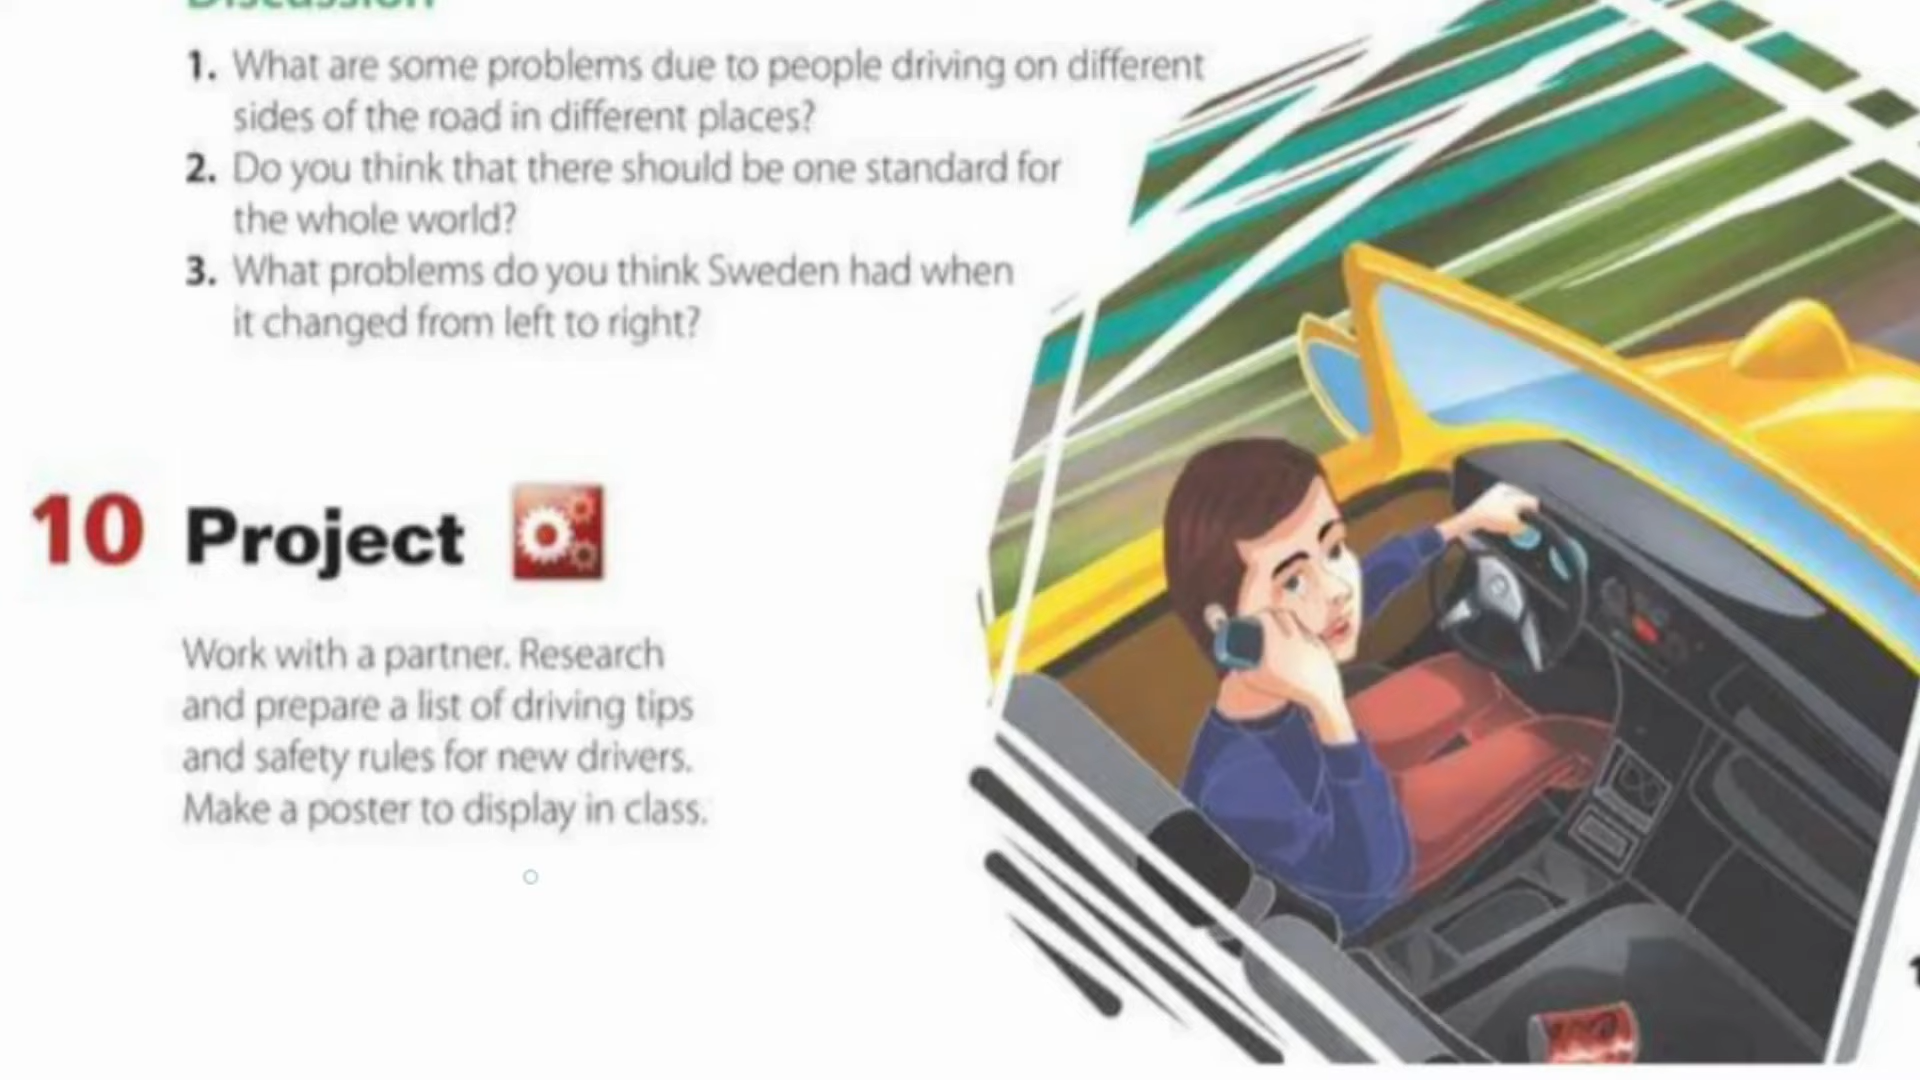 Discussion
1. What are some problems due to people driving on different
sides of the road in different places?
2. Do you think that there should be one standard for
the whole world?
3. What problems do you think Sweden had when
it changed from left to right?
10 Project
Work with a partner. Research
and prepare a list of driving tips
and safety rules for new drivers.
Make a poster to display in class.